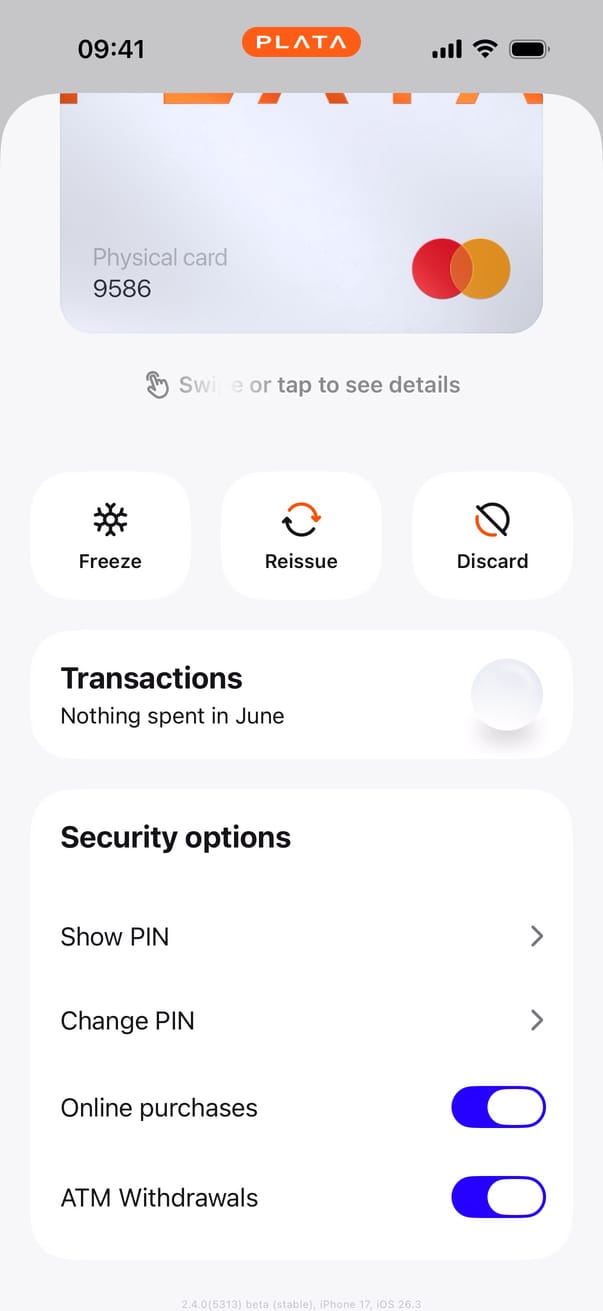 09:41
PLATA
PLATA
Physical card
9586
Swipe or tap to see details
Freeze
Reissue
Discard
Transactions
Nothing spent in June
Security options
Show PIN
Change PIN
Online purchases
ATM Withdrawals
2.4.0(5313) beta (stable), iPhone 17, iOS 26.3